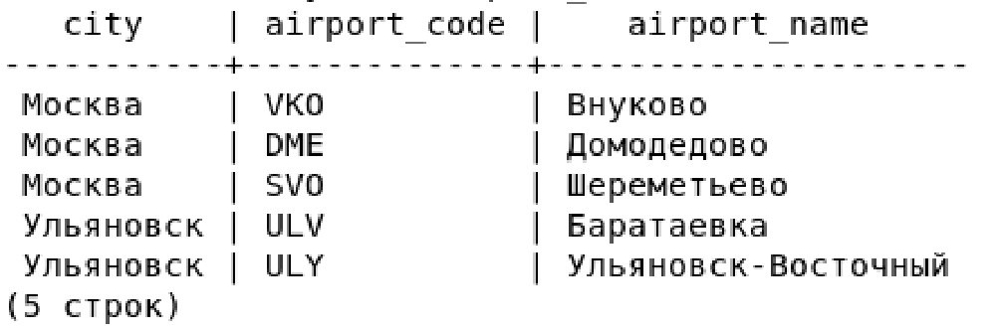 city | airport_code | airport_name
-----------+--------------+---------------------
Москва | VKO | Внуково
Москва | DME | Домодедово
Москва | SVO | Шереметьево
Ульяновск | ULV | Баратаевка
Ульяновск | ULY | Ульяновск-Восточный
(5 строк)